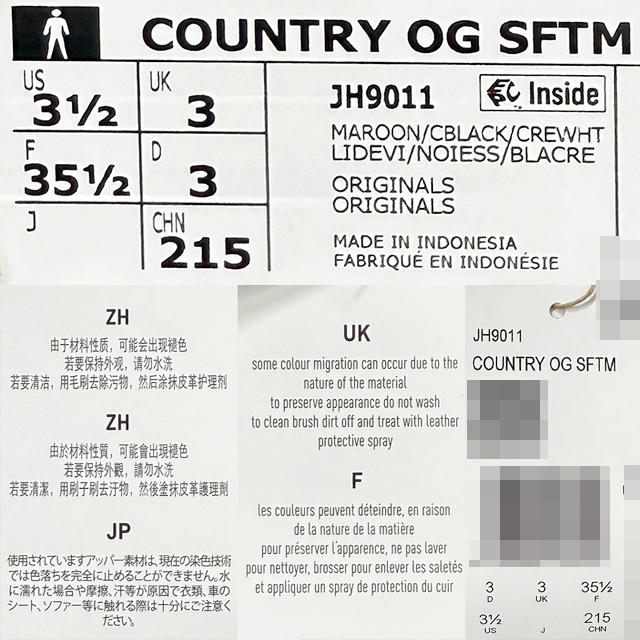 COUNTRY OG SFTM
US
3½
UK
3
F
35½
D
3
J
CHN
215
JH9011
Inside
MAROON/CBLACK/CREWHT
LIDEVI/NOIESS/BLACRE
ORIGINALS
ORIGINALS
MADE IN INDONESIA
FABRIQUÉ EN INDONÉSIE
ZH
由于材料性质，可能会出现褪色
若要保持外观，请勿水洗
若要清洁，用毛刷去除污物，然后涂抹皮革护理剂
ZH
由於材料性質，可能會出現褪色
若要保持外觀，請勿水洗
若要清潔，用刷子刷去汙物，然後塗抹皮革護理劑
JP
使用されていますアッパー素材は、現在の染色技術
では色落ちを完全に止めることができません。水
に濡れた場合や摩擦、汗等が原因で衣類、車の
シート、ソファー等に触れる際は十分にご注意く
ださい。
UK
some colour migration can occur due to the
nature of the material
to preserve appearance do not wash
to clean brush dirt off and treat with leather
protective spray
F
les couleurs peuvent déteindre, en raison
de la nature de la matière
pour préserver l'apparence, ne pas laver
pour nettoyer, brosser pour enlever les saletés
et appliquer un spray de protection du cuir
JH9011
COUNTRY OG SFTM
3 3 35½
D UK F
3½ 215
US J CHN